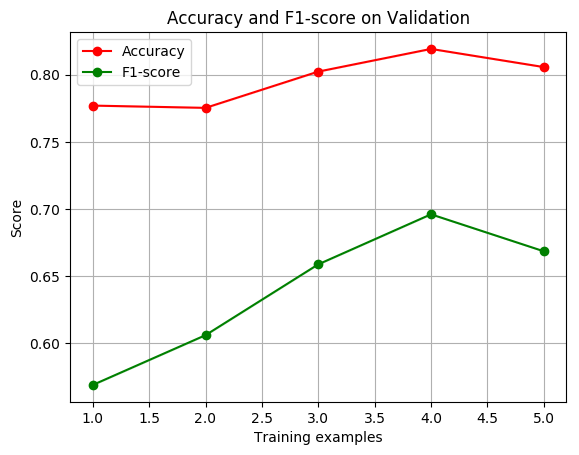 Accuracy and F1-score on Validation
Accuracy
F1-score
0.80
0.75
0.70
0.65
0.60
Score
1.0 1.5 2.0 2.5 3.0 3.5 4.0 4.5 5.0
Training examples